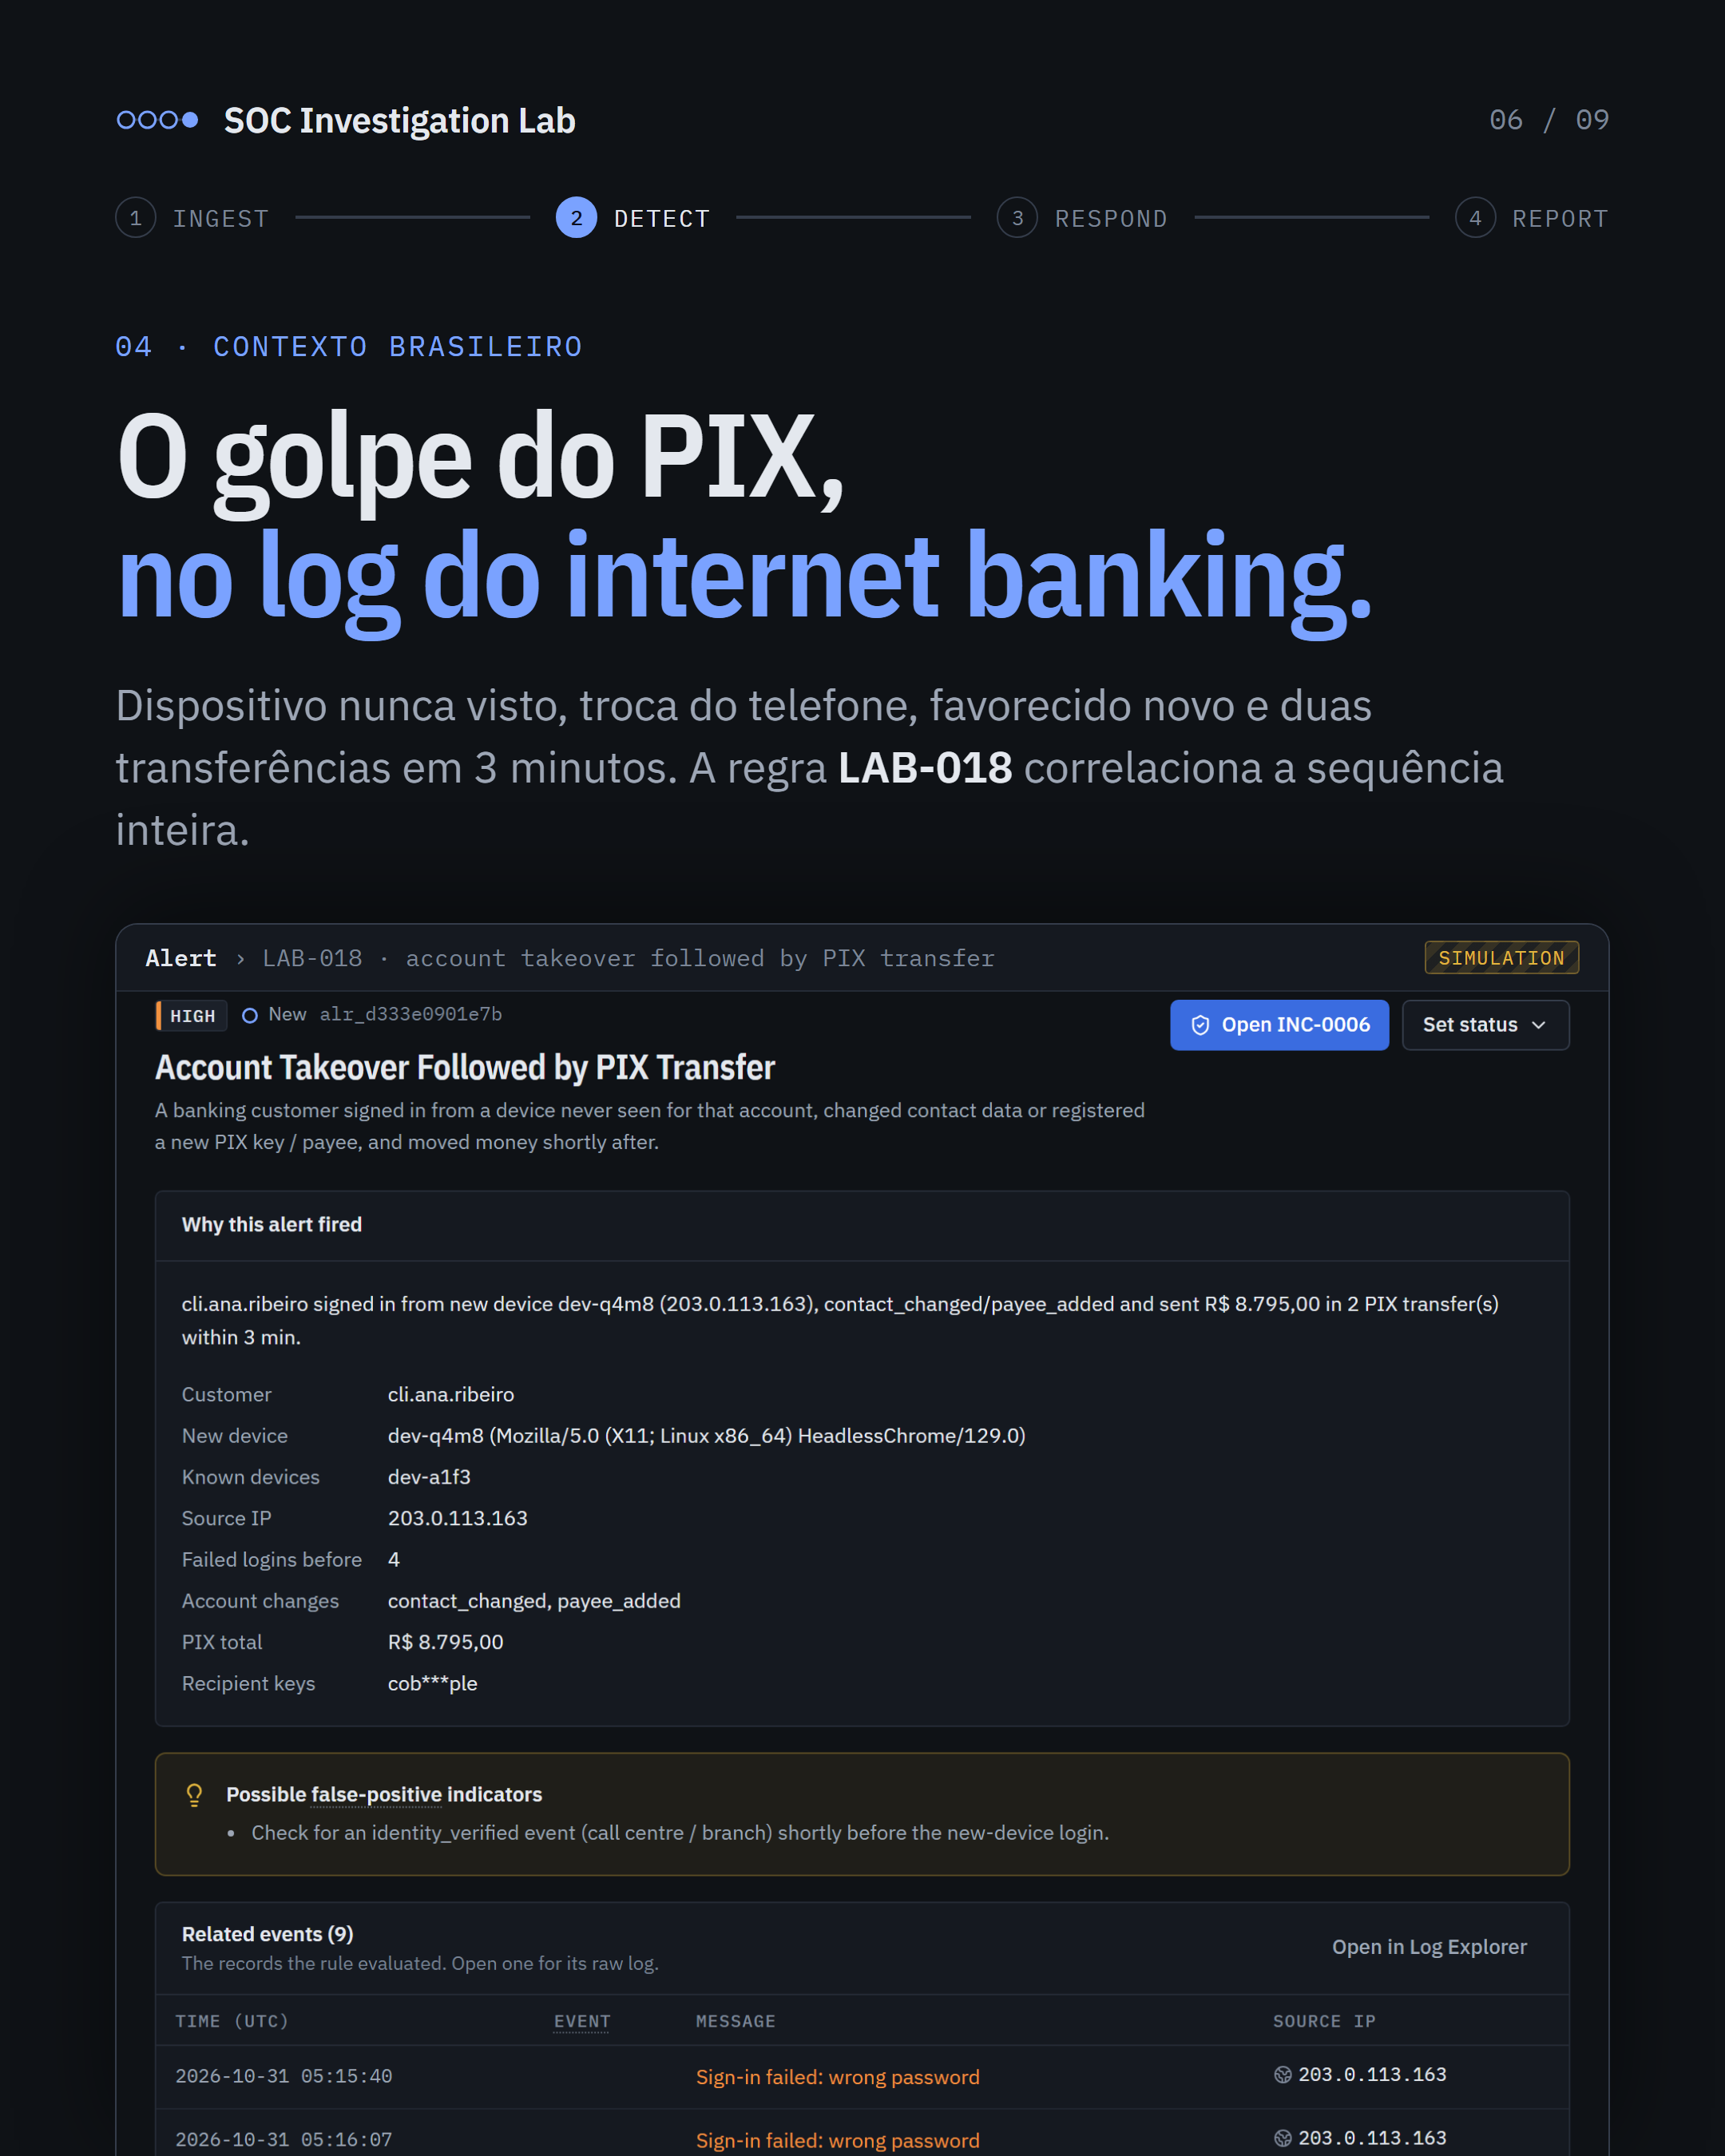 SOC Investigation Lab
06 / 09
1 INGEST
2 DETECT
3 RESPOND
4 REPORT
04 · CONTEXTO BRASILEIRO
O golpe do PIX,
no log do internet banking.
Dispositivo nunca visto, troca do telefone, favorecido novo e duas
transferências em 3 minutos. A regra LAB-018 correlaciona a sequência
inteira.
Alert › LAB-018 · account takeover followed by PIX transfer
SIMULATION
HIGH New alr_d333e0901e7b
Open INC-0006
Set status
Account Takeover Followed by PIX Transfer
A banking customer signed in from a device never seen for that account, changed contact data or registered
a new PIX key / payee, and moved money shortly after.
Why this alert fired
cli.ana.ribeiro signed in from new device dev-q4m8 (203.0.113.163), contact_changed/payee_added and sent R$ 8.795,00 in 2 PIX transfer(s)
within 3 min.
Customer cli.ana.ribeiro
New device dev-q4m8 (Mozilla/5.0 (X11; Linux x86_64) HeadlessChrome/129.0)
Known devices dev-a1f3
Source IP 203.0.113.163
Failed logins before 4
Account changes contact_changed, payee_added
PIX total R$ 8.795,00
Recipient keys cob***ple
Possible false-positive indicators
• Check for an identity_verified event (call centre / branch) shortly before the new-device login.
Related events (9)
The records the rule evaluated. Open one for its raw log.
Open in Log Explorer
TIME (UTC) EVENT MESSAGE SOURCE IP
2026-10-31 05:15:40 Sign-in failed: wrong password 203.0.113.163
2026-10-31 05:16:07 Sign-in failed: wrong password 203.0.113.163